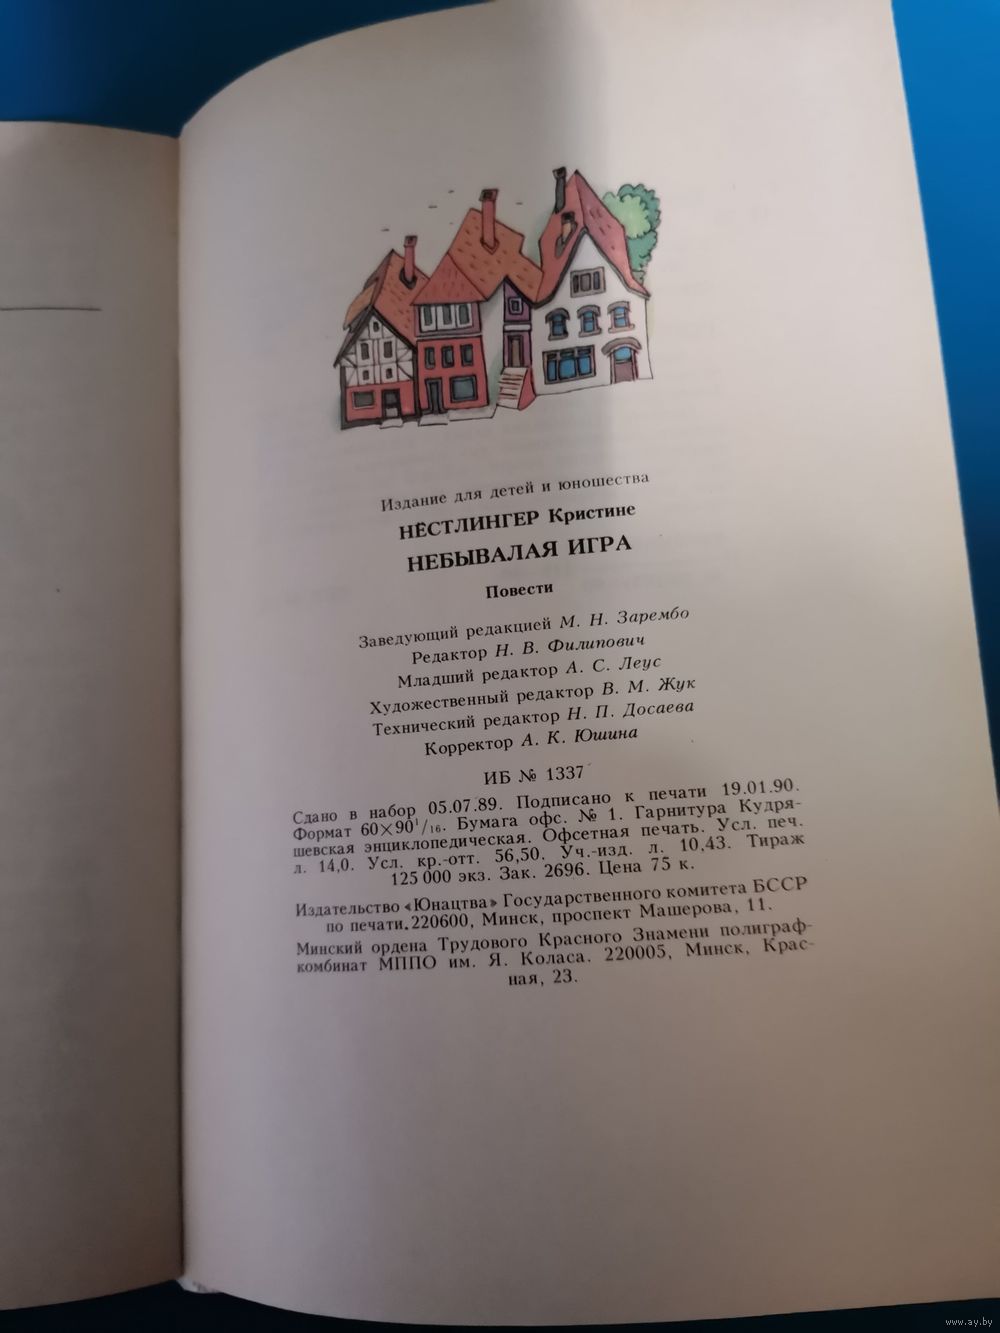 Издание для детей и юношества
НЁСТЛИНГЕР Кристине
НЕБЫВАЛАЯ ИГРА
Повести
Заведующий редакцией М. Н. Зарембо
Редактор Н. В. Филипович
Младший редактор А. С. Леус
Художественный редактор В. М. Жук
Технический редактор Н. П. Досаева
Корректор А. К. Юшина
ИБ № 1337
Сдано в набор 05.07.89. Подписано к печати 19.01.90.
Формат 60×90¹/₁₆. Бумага офс. № 1. Гарнитура Кудря-
шевская энциклопедическая. Офсетная печать. Усл. печ.
л. 14,0. Усл. кр.-отт. 56,50. Уч.-изд. л. 10,43. Тираж
125 000 экз. Зак. 2696. Цена 75 к.
Издательство «Юнацтва» Государственного комитета БССР
по печати. 220600, Минск, проспект Машерова, 11.
Минский ордена Трудового Красного Знамени полиграф-
комбинат МППО им. Я. Коласа. 220005, Минск, Крас-
ная, 23.
www.ay.by